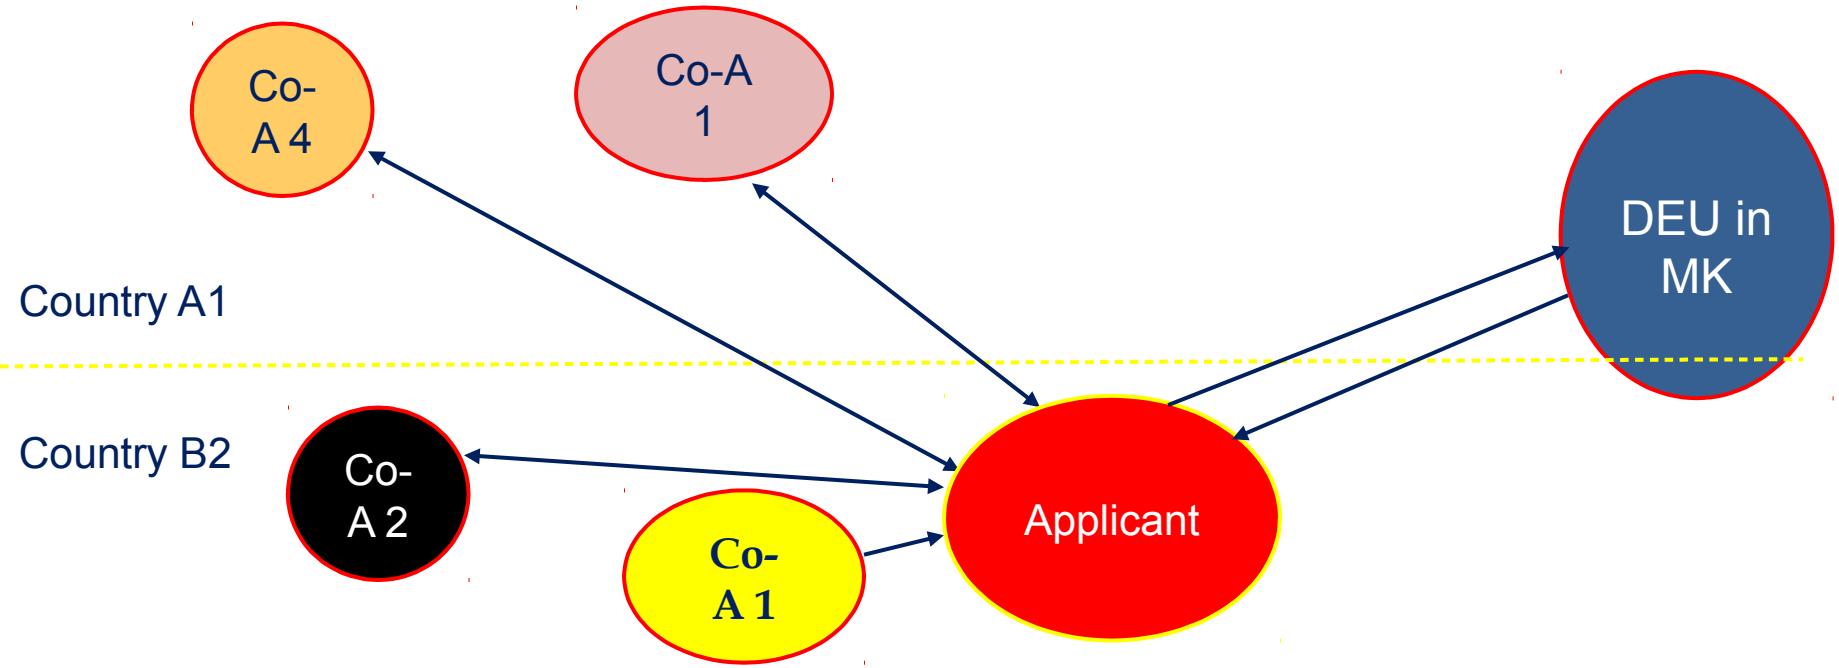 Co-
A 4
Co-A
1
DEU in
MK
Country A1
Country B2
Co-
A 2
Co-
A 1
Applicant